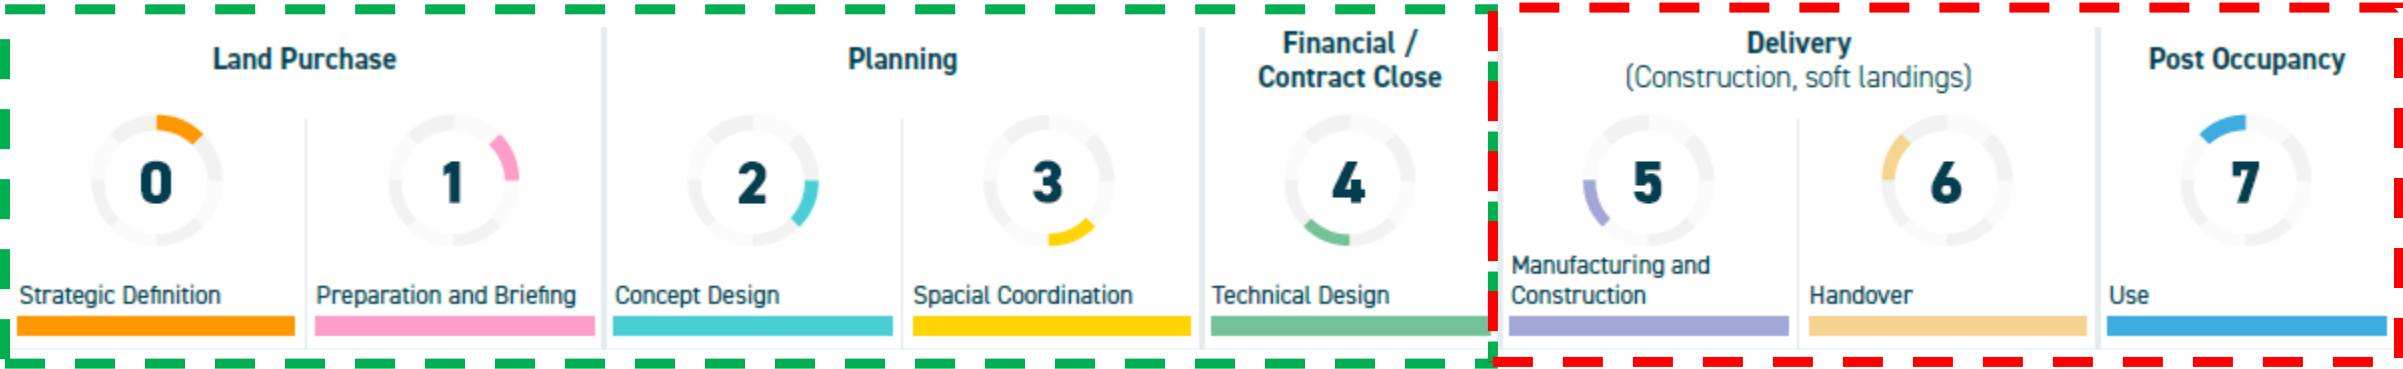 Land Purchase
Planning
Financial /
Contract Close
Delivery
(Construction, soft landings)
Post Occupancy
0
1
2
3
4
5
6
7
Strategic Definition
Preparation and Briefing
Concept Design
Spacial Coordination
Technical Design
Manufacturing and
Construction
Handover
Use